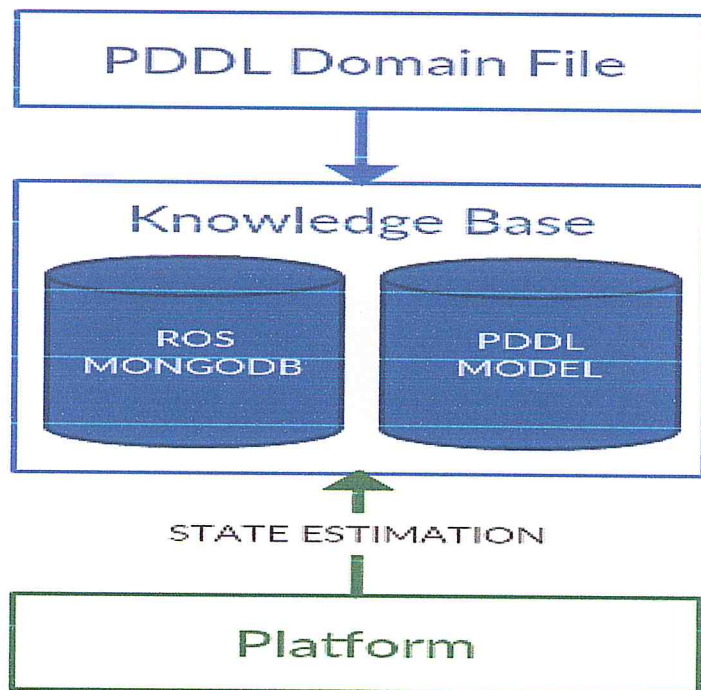 PDDL Domain File
Knowledge Base
ROS
MONGODB
PDDL
MODEL
STATE ESTIMATION
Platform